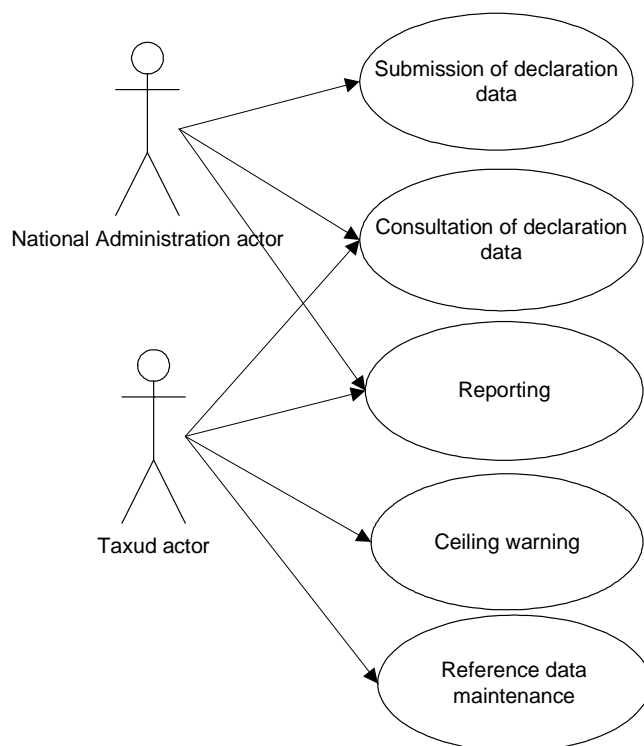 Submission of declaration
data
National Administration actor
Consultation of declaration
data
Reporting
Taxud actor
Ceiling warning
Reference data
maintenance